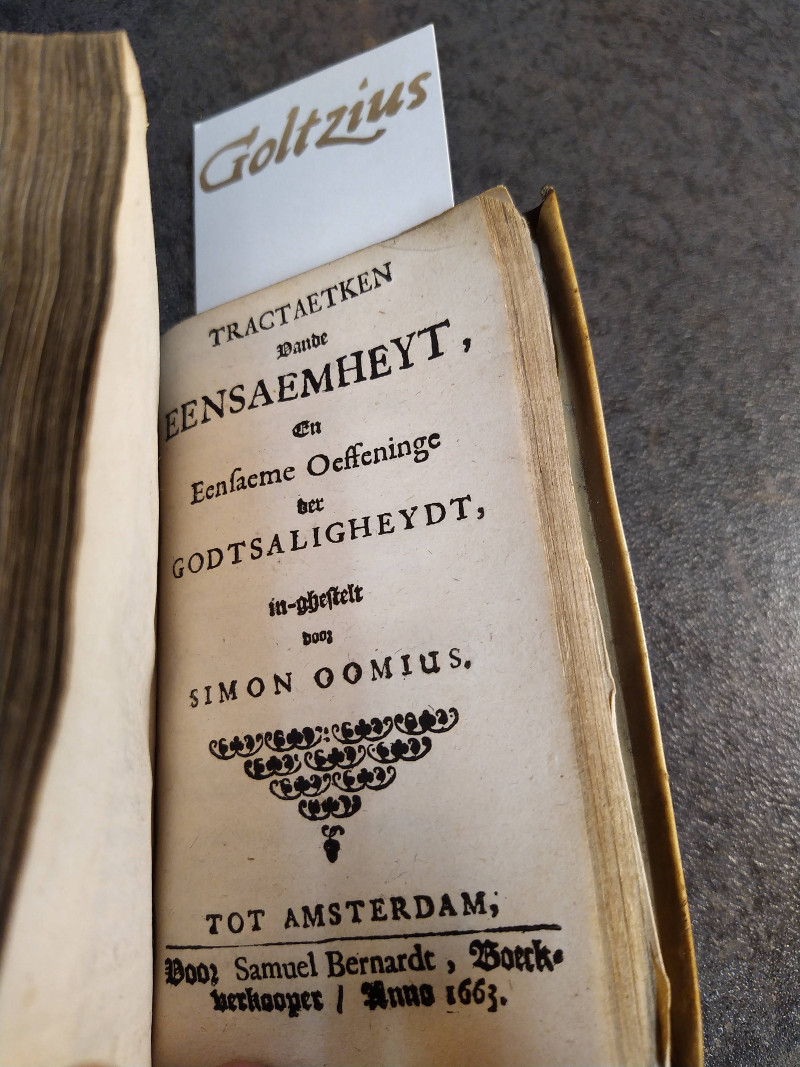 Goltzius
TRACTAETKEN
Vande
EENSAEMHEYT,
En
Eenſaeme Oeffeninge
der
GODTSALIGHEYDT,
in-gheſtelt
door
SIMON OOMIUS.
TOT AMSTERDAM,
Voor Samuel Bernardt, Boeck-
verkooper / Anno 1663.